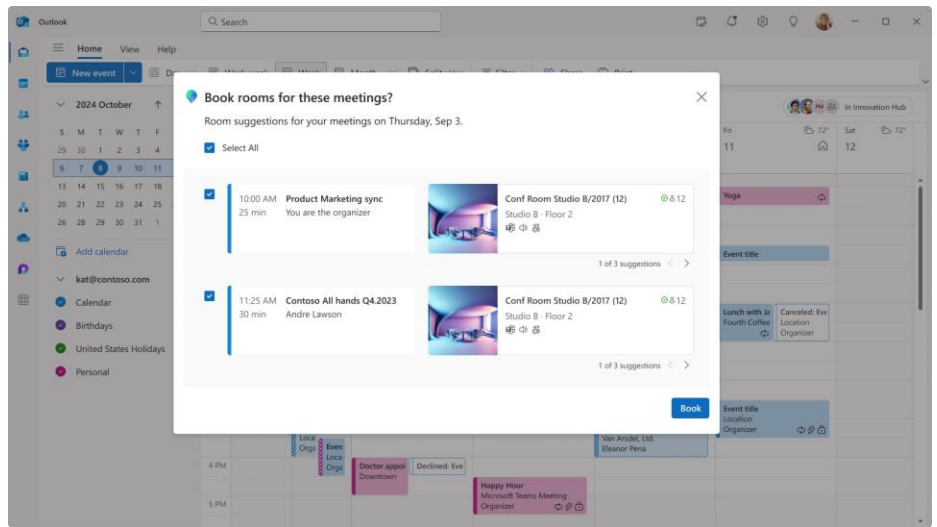 Outlook
Search
Home View Help
New event
Week
2024 October
S M T W T F
29 30 1 2 3 4
6 7 8 9 10 11
13 14 15 16 17 18
20 21 22 23 24 25
26 28 29 30 31 1
Add calendar
kat@contoso.com
Calendar
Birthdays
United States Holidays
Personal
Book rooms for these meetings?
Room suggestions for your meetings on Thursday, Sep 3.
Select All
10:00 AM Product Marketing sync
25 min You are the organizer
Conf Room Studio B/2017 (12) 12
Studio B · Floor 2
1 of 3 suggestions
11:25 AM Contoso All hands Q4.2023
30 min Andre Lawson
Conf Room Studio B/2017 (12) 12
Studio B · Floor 2
1 of 3 suggestions
Book
In Innovation Hub
Fri 72° Sat 72°
11 12
Yoga
Event title
Lunch with Ja
Fourth Coffee
Canceled: Eve
Location
Organizer
Event title
Location
Organizer
Loca
Orga
Even
Loca
Orga
Van Arsdel, Ltd.
Eleanor Pena
4 PM
Doctor appoi
Downtown
Declined: Eve
Happy Hour
Microsoft Teams Meeting
Organizer
5 PM